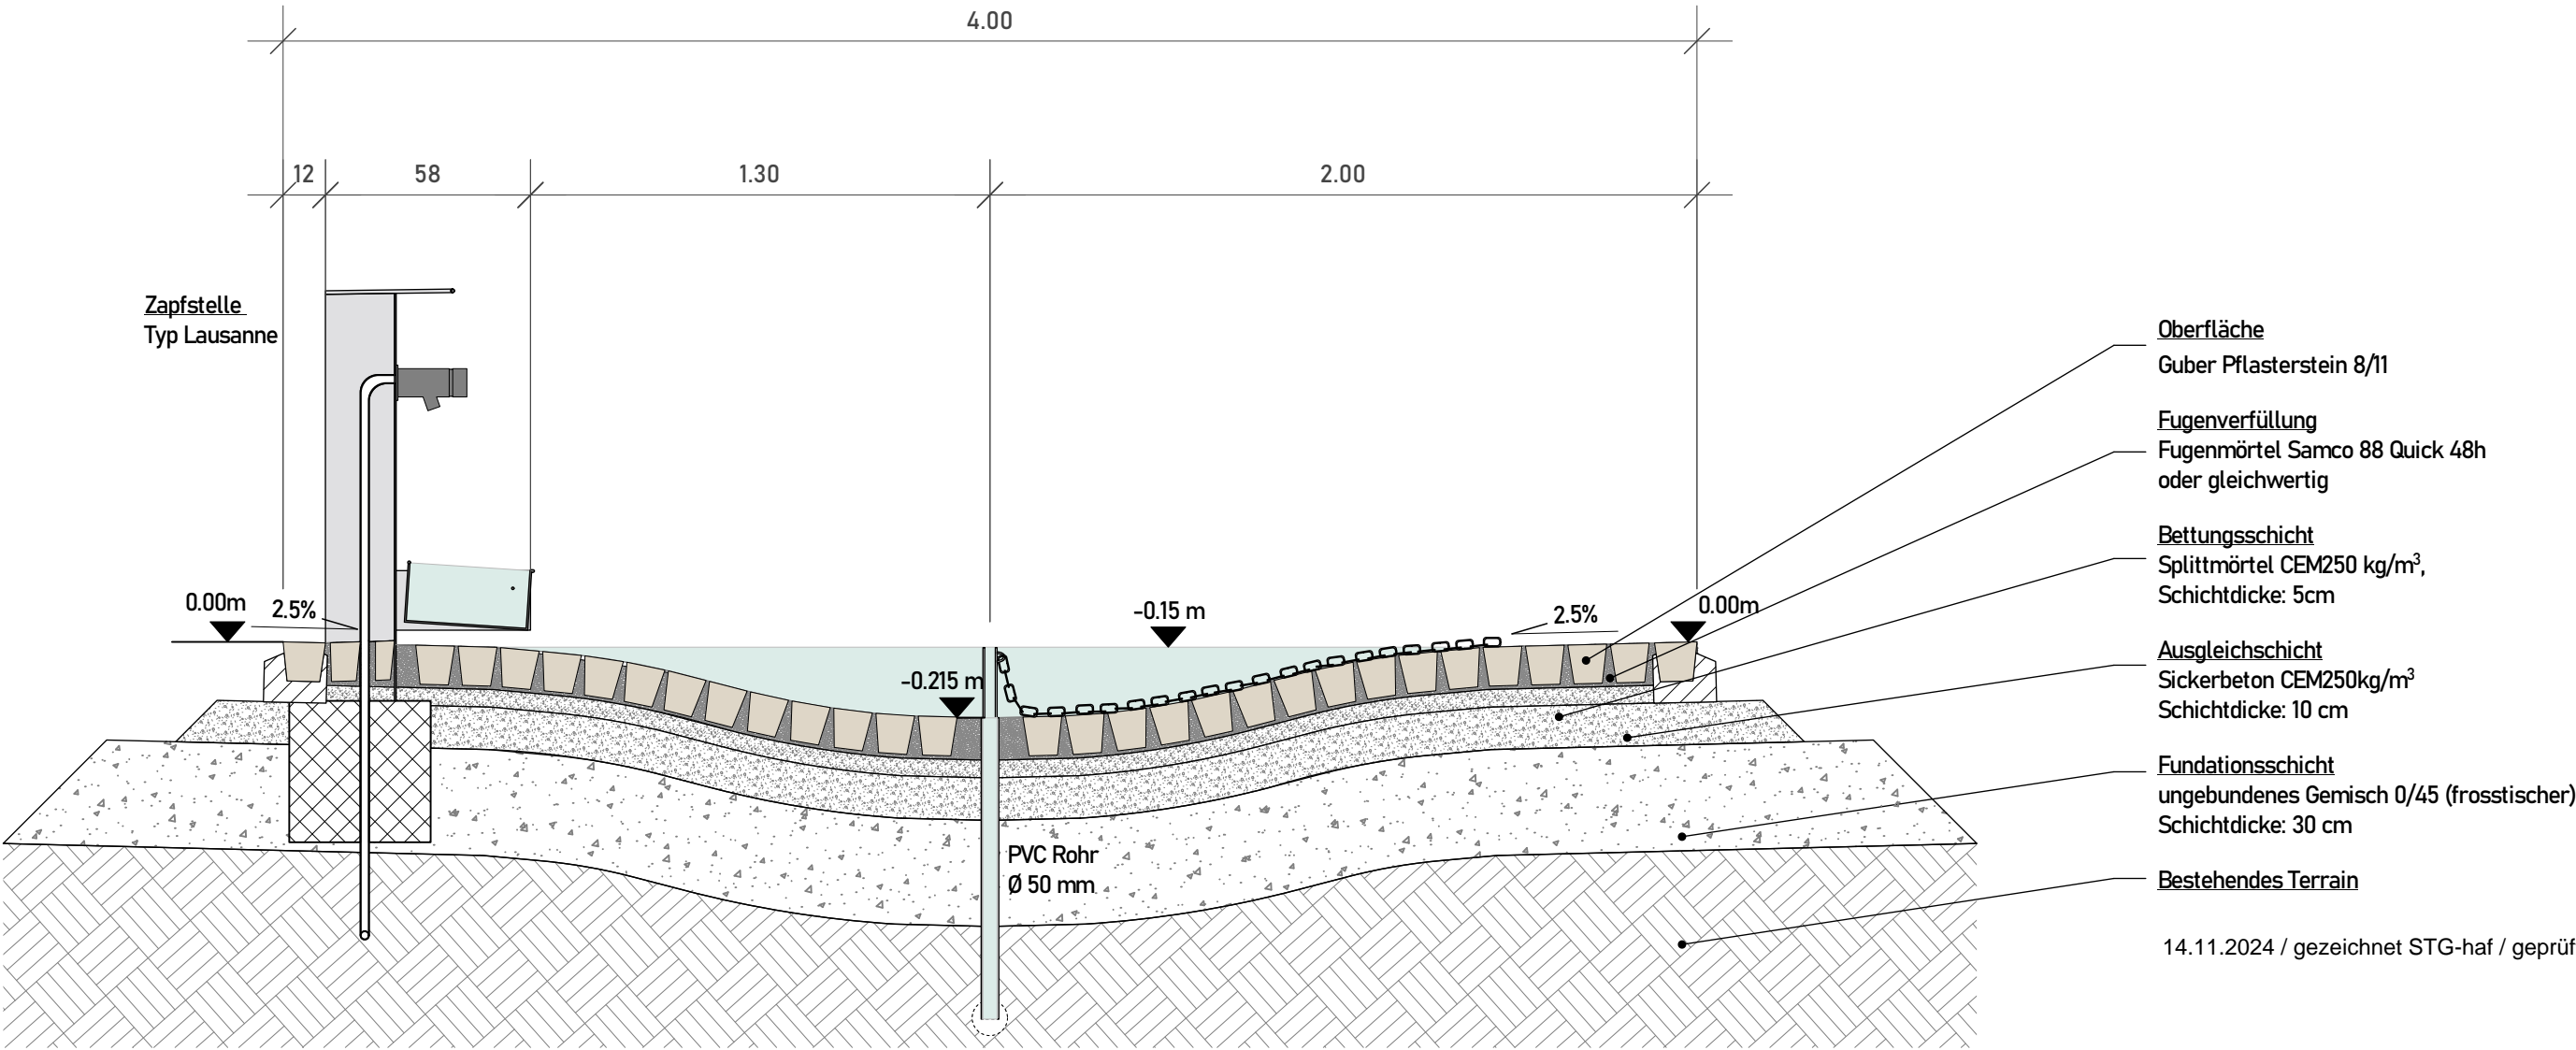 4.00
12
58
1.30
2.00
Zapfstelle
Typ Lausanne
0.00m
2.5%
-0.215 m
-0.15 m
2.5%
0.00m
PVC Rohr
Ø 50 mm
Oberfläche
Guber Pflasterstein 8/11
Fugenverfüllung
Fugenmörtel Samco 88 Quick 48h
oder gleichwertig
Bettungsschicht
Splittmörtel CEM250 kg/m³,
Schichtdicke: 5cm
Ausgleichschicht
Sickerbeton CEM250kg/m³
Schichtdicke: 10 cm
Fundationsschicht
ungebundenes Gemisch 0/45 (frosstischer)
Schichtdicke: 30 cm
Bestehendes Terrain
14.11.2024 / gezeichnet STG-haf / geprüf